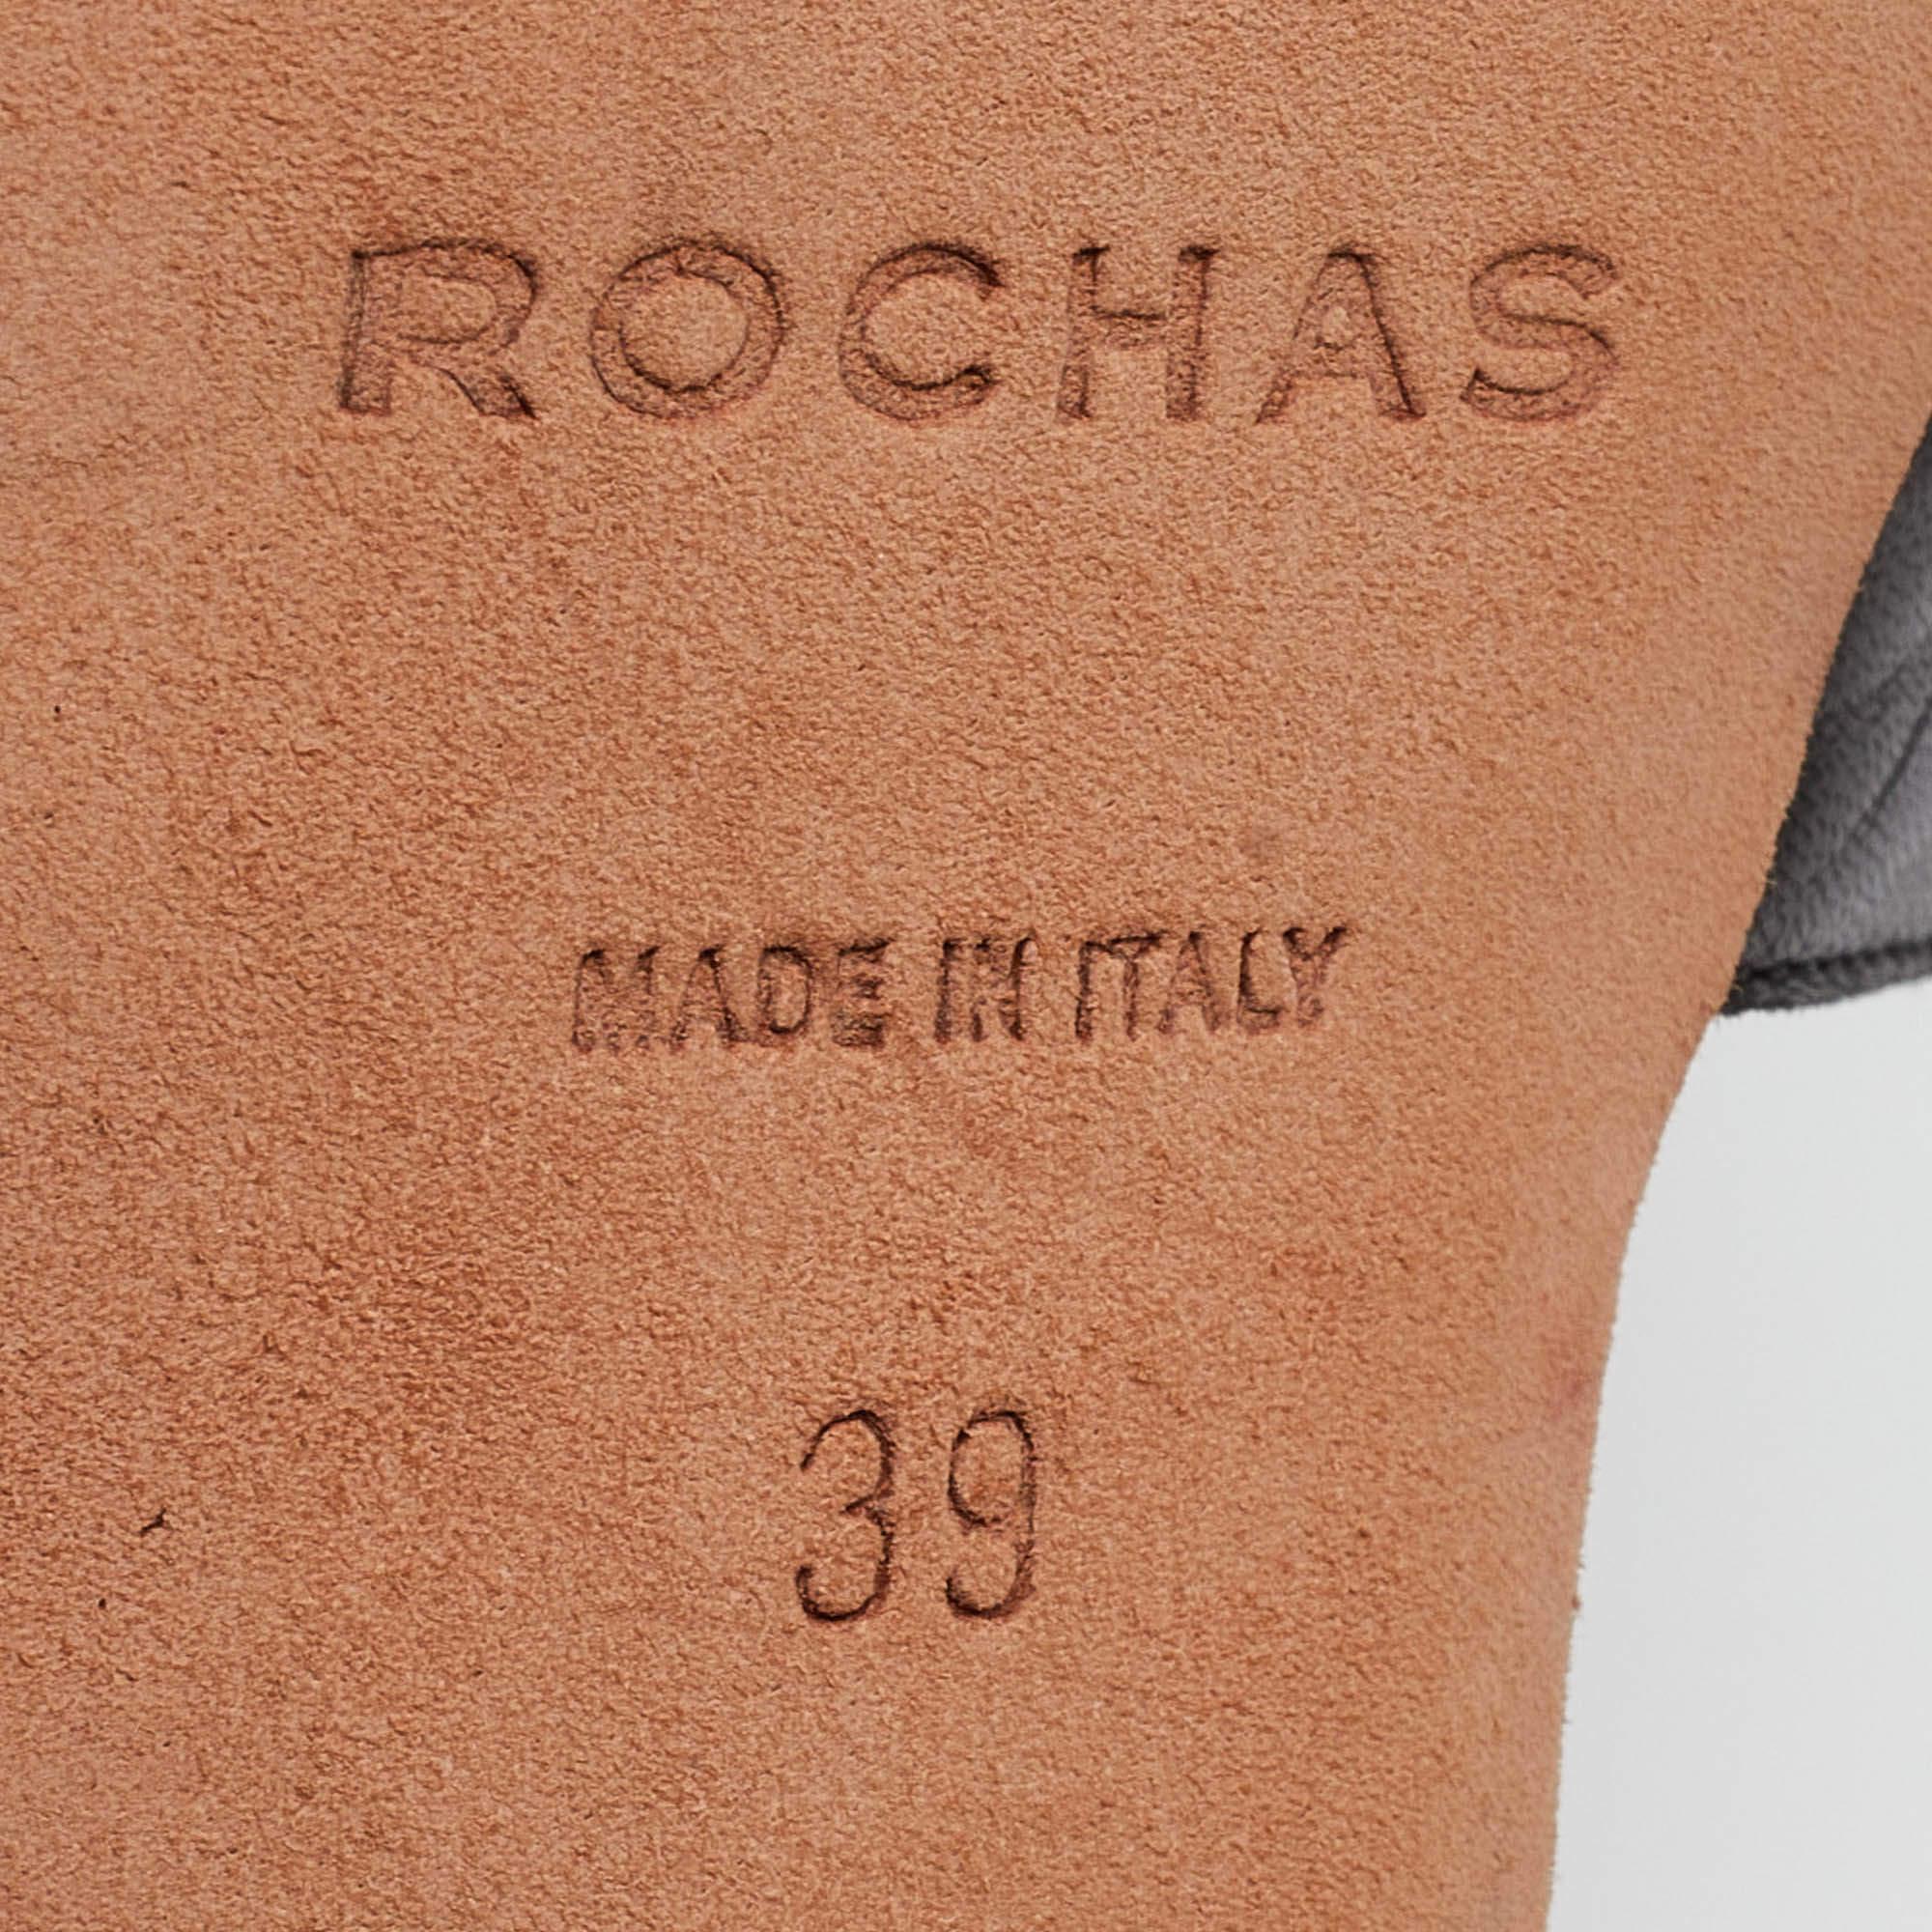 ROCHAS
MADE IN ITALY
39